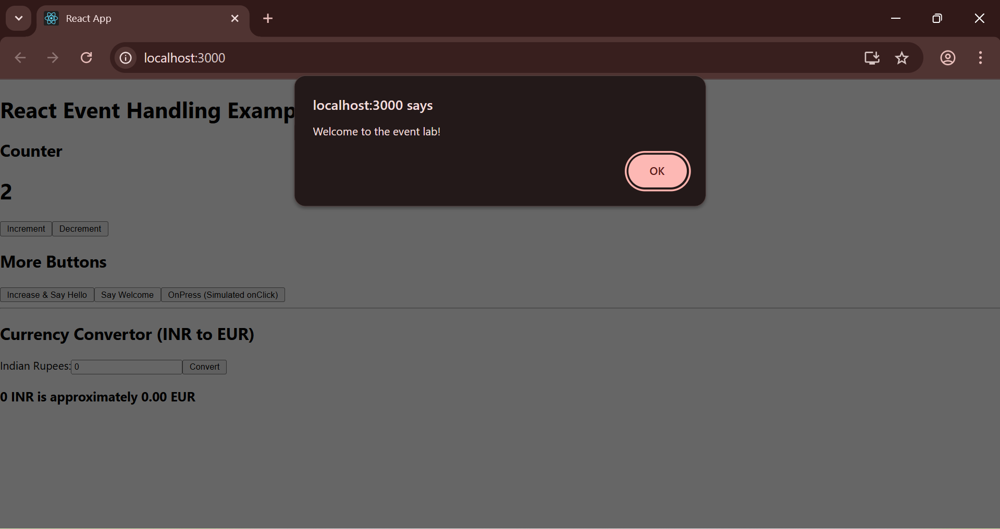 React App
localhost:3000
localhost:3000 says
Welcome to the event lab!
OK
React Event Handling Examp
Counter
2
Increment Decrement
More Buttons
Increase & Say Hello Say Welcome OnPress (Simulated onClick)
Currency Convertor (INR to EUR)
Indian Rupees: 0 Convert
0 INR is approximately 0.00 EUR